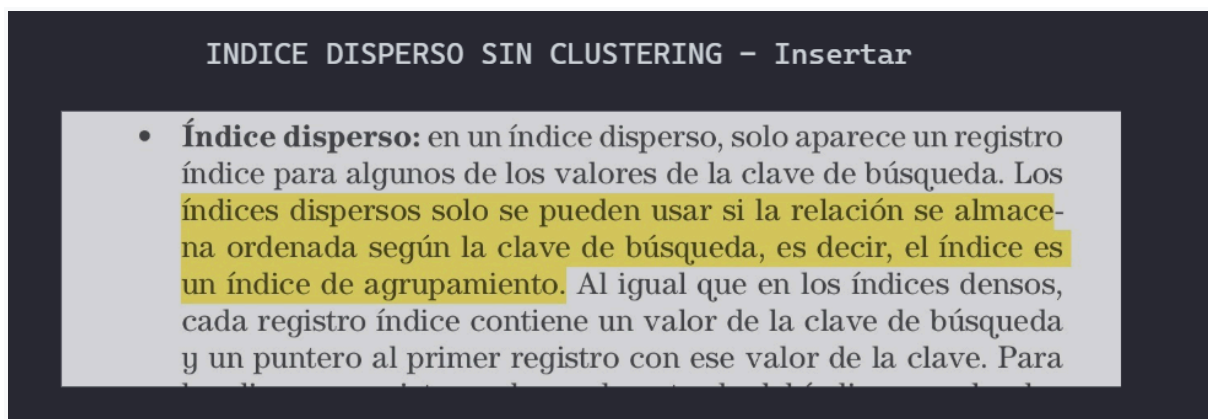 INDICE DISPERSO SIN CLUSTERING – Insertar
• Índice disperso: en un índice disperso, solo aparece un registro
índice para algunos de los valores de la clave de búsqueda. Los
índices dispersos solo se pueden usar si la relación se almace-
na ordenada según la clave de búsqueda, es decir, el índice es
un índice de agrupamiento. Al igual que en los índices densos,
cada registro índice contiene un valor de la clave de búsqueda
y un puntero al primer registro con ese valor de la clave. Para